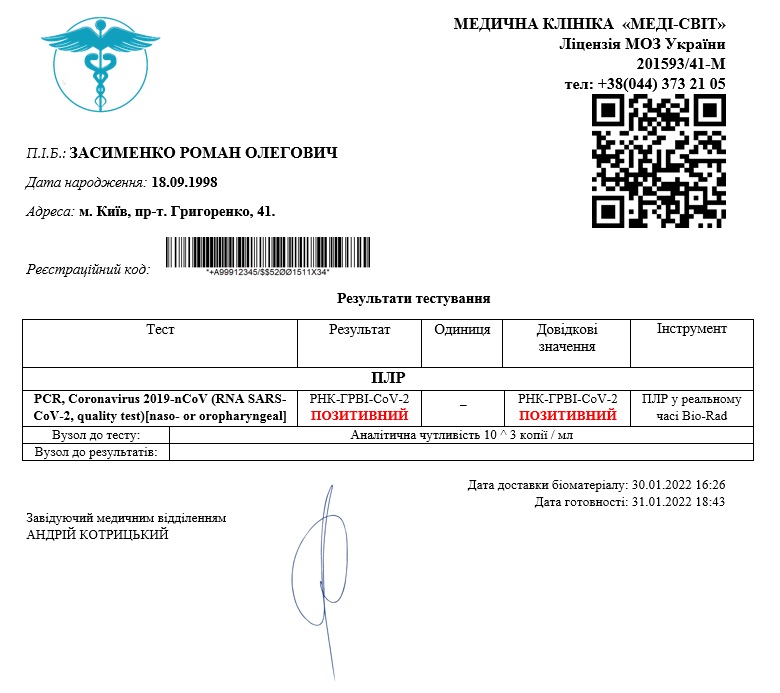 МЕДИЧНА КЛІНІКА «МЕДІ-СВІТ»
Ліцензія МОЗ України
201593/41-М
тел: +38(044) 373 21 05
П.І.Б.: ЗАСИМЕНКО РОМАН ОЛЕГОВИЧ
Дата народження: 18.09.1998
Адреса: м. Київ, пр-т. Григоренко, 41.
Реєстраційний код:
*+A99912345/$$52ØØ1511X34*
Результати тестування
Тест Результат Одиниця Довідкові значення Інструмент
ПЛР
PCR, Coronavirus 2019-nCoV (RNA SARS-CoV-2, quality test)[naso- or oropharyngeal] РНК-ГРВІ-CoV-2 ПОЗИТИВНИЙ – РНК-ГРВІ-CoV-2 ПОЗИТИВНИЙ ПЛР у реальному часі Bio-Rad
Вузол до тесту: Аналітична чутливість 10 ^ 3 копії / мл
Вузол до результатів:
Дата доставки біоматеріалу: 30.01.2022 16:26
Дата готовності: 31.01.2022 18:43
Завідуючий медичним відділенням
АНДРІЙ КОТРИЦЬКИЙ